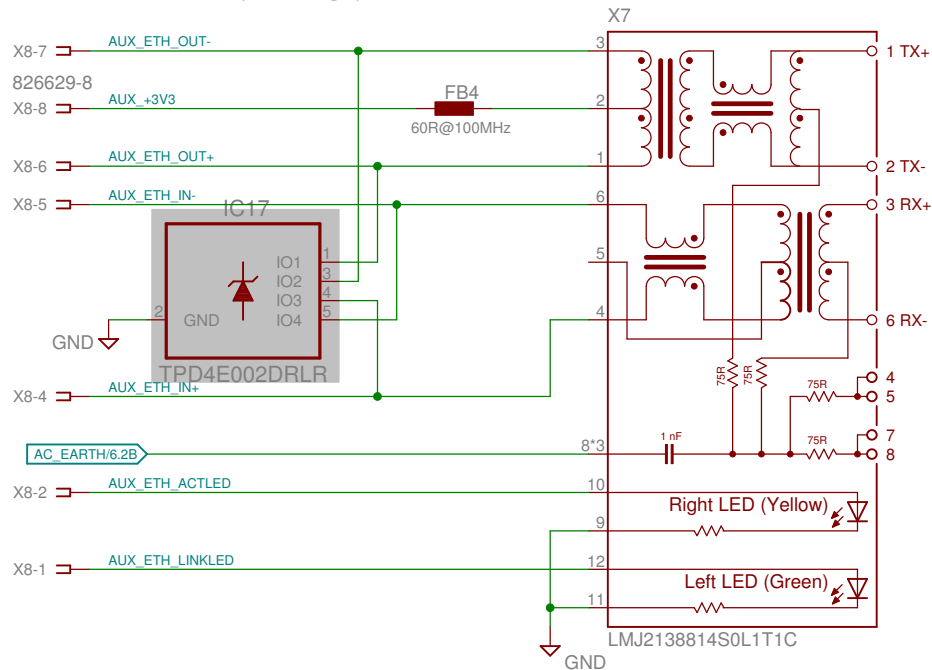 X7
X8-7 AUX_ETH_OUT- 3 1 TX+
826629-8
X8-8 AUX_+3V3 FB4 2
60R@100MHz
X8-6 AUX_ETH_OUT+ 1 2 TX-
X8-5 AUX_ETH_IN- 6 3 RX+
IC17
IO1 1
5
IO2 3
IO3 4
2 GND IO4 5
4 6 RX-
GND
TPD4E002DRLR
75R 75R
X8-4 AUX_ETH_IN+
75R 4
5
7
1 nF 75R
AC_EARTH/6.2B 8*3 8
X8-2 AUX_ETH_ACTLED 10
Right LED (Yellow)
9
X8-1 AUX_ETH_LINKLED 12
Left LED (Green)
11
LMJ2138814S0L1T1C
GND